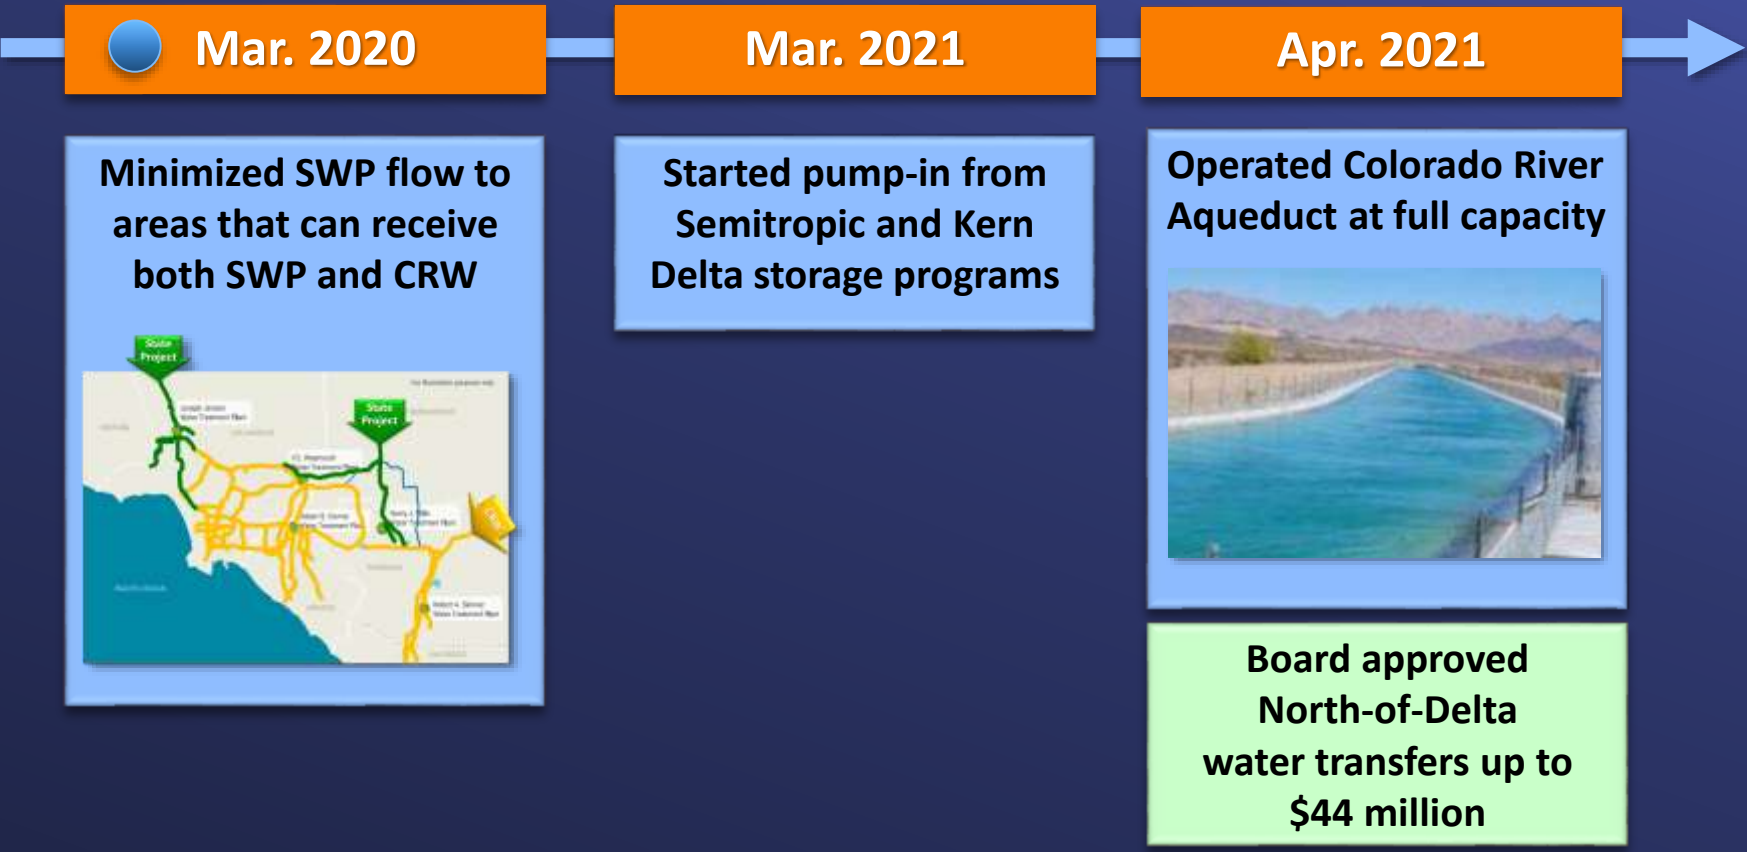 Mar. 2020
Mar. 2021
Apr. 2021
Minimized SWP flow to
areas that can receive
both SWP and CRW
State
Project
State
Project
Started pump-in from
Semitropic and Kern
Delta storage programs
Operated Colorado River
Aqueduct at full capacity
Board approved
North-of-Delta
water transfers up to
$44 million